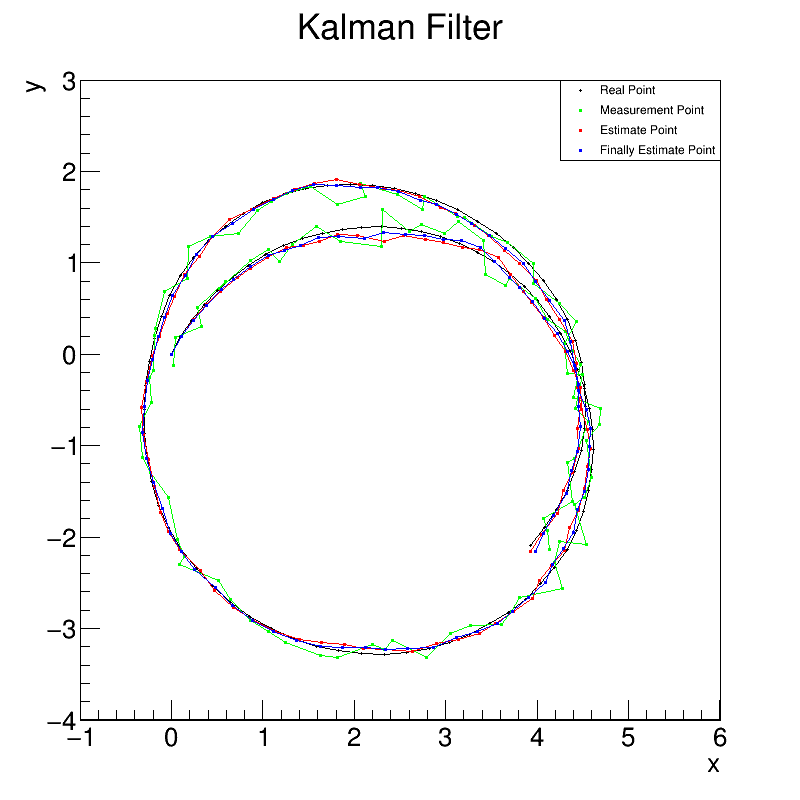 Kalman Filter
y
3
2
1
0
−1
−2
−3
−4
Real Point
Measurement Point
Estimate Point
Finally Estimate Point
−1 0 1 2 3 4 5 6
x